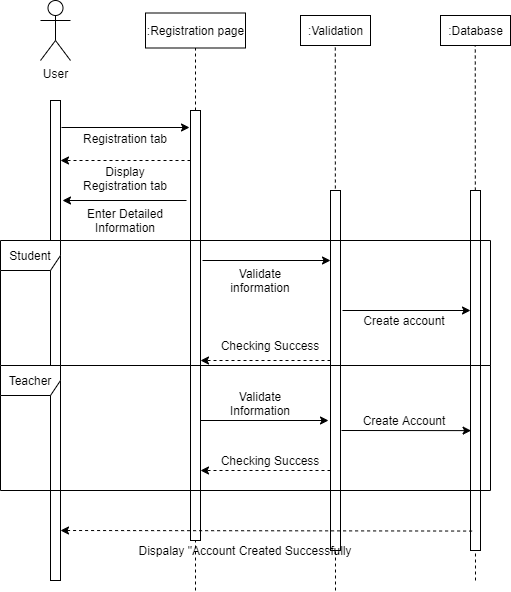 :Registration page
:Validation
:Database
User
Registration tab
Display
Registration tab
Enter Detailed
Information
Student
Validate
information
Create account
Checking Success
Teacher
Validate
Information
Create Account
Checking Success
Dispalay "Account Created Successfully